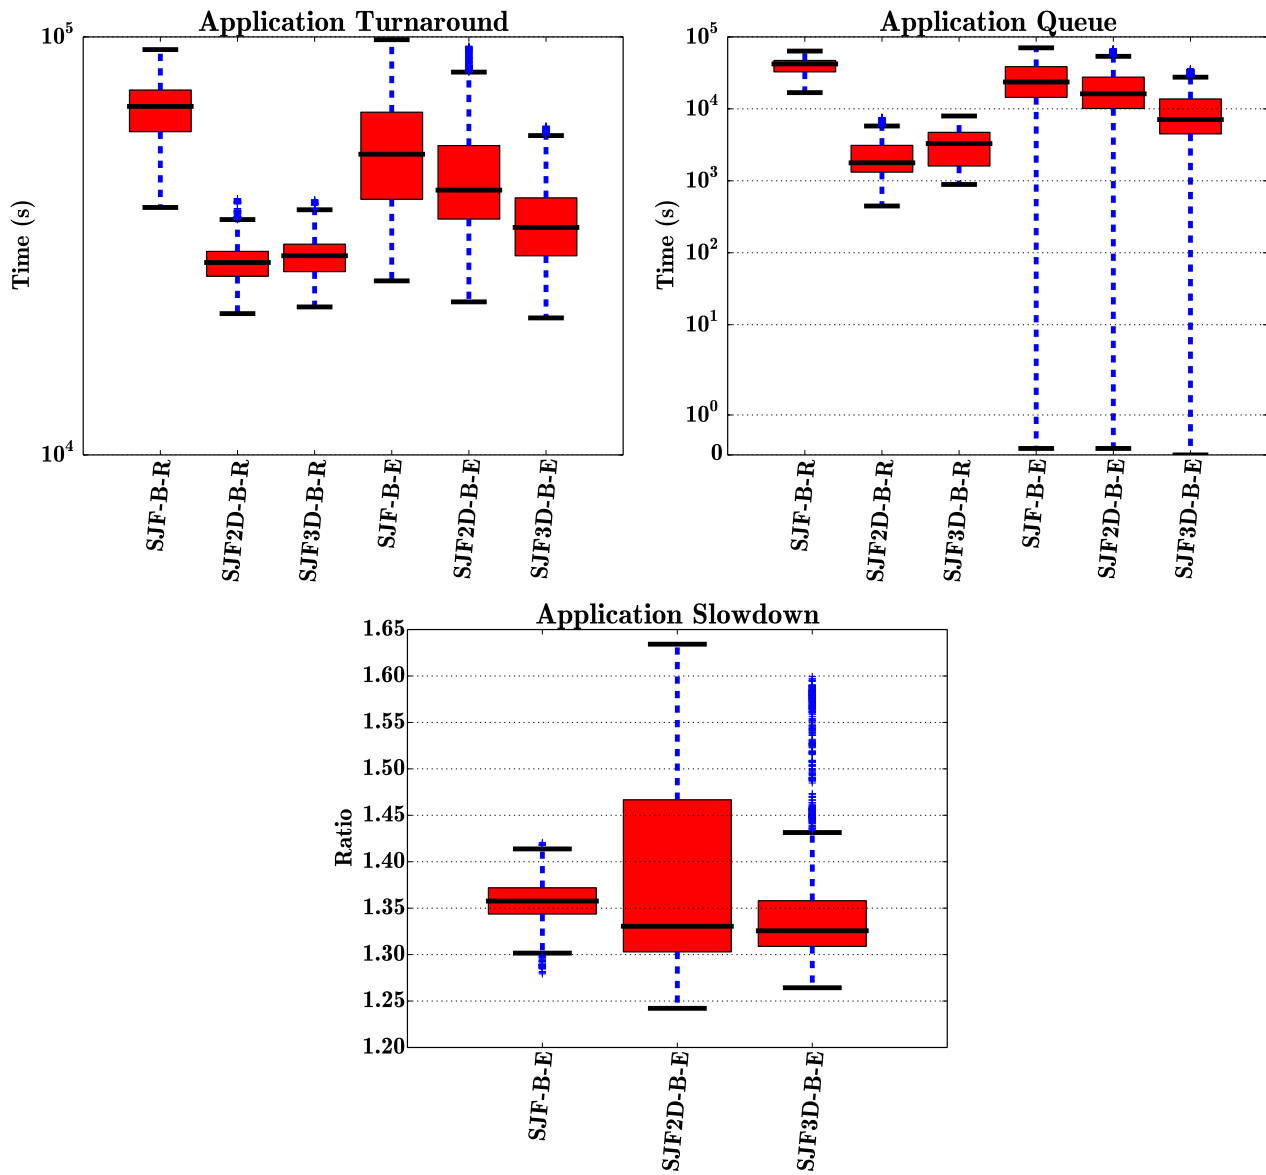 Application Turnaround
10^5
10^4
Time (s)
SJF-B-R
SJF2D-B-R
SJF3D-B-R
SJF-B-E
SJF2D-B-E
SJF3D-B-E
Application Queue
10^5
10^4
10^3
10^2
10^1
10^0
0
Time (s)
SJF-B-R
SJF2D-B-R
SJF3D-B-R
SJF-B-E
SJF2D-B-E
SJF3D-B-E
Application Slowdown
1.65
1.60
1.55
1.50
1.45
1.40
1.35
1.30
1.25
1.20
Ratio
SJF-B-E
SJF2D-B-E
SJF3D-B-E